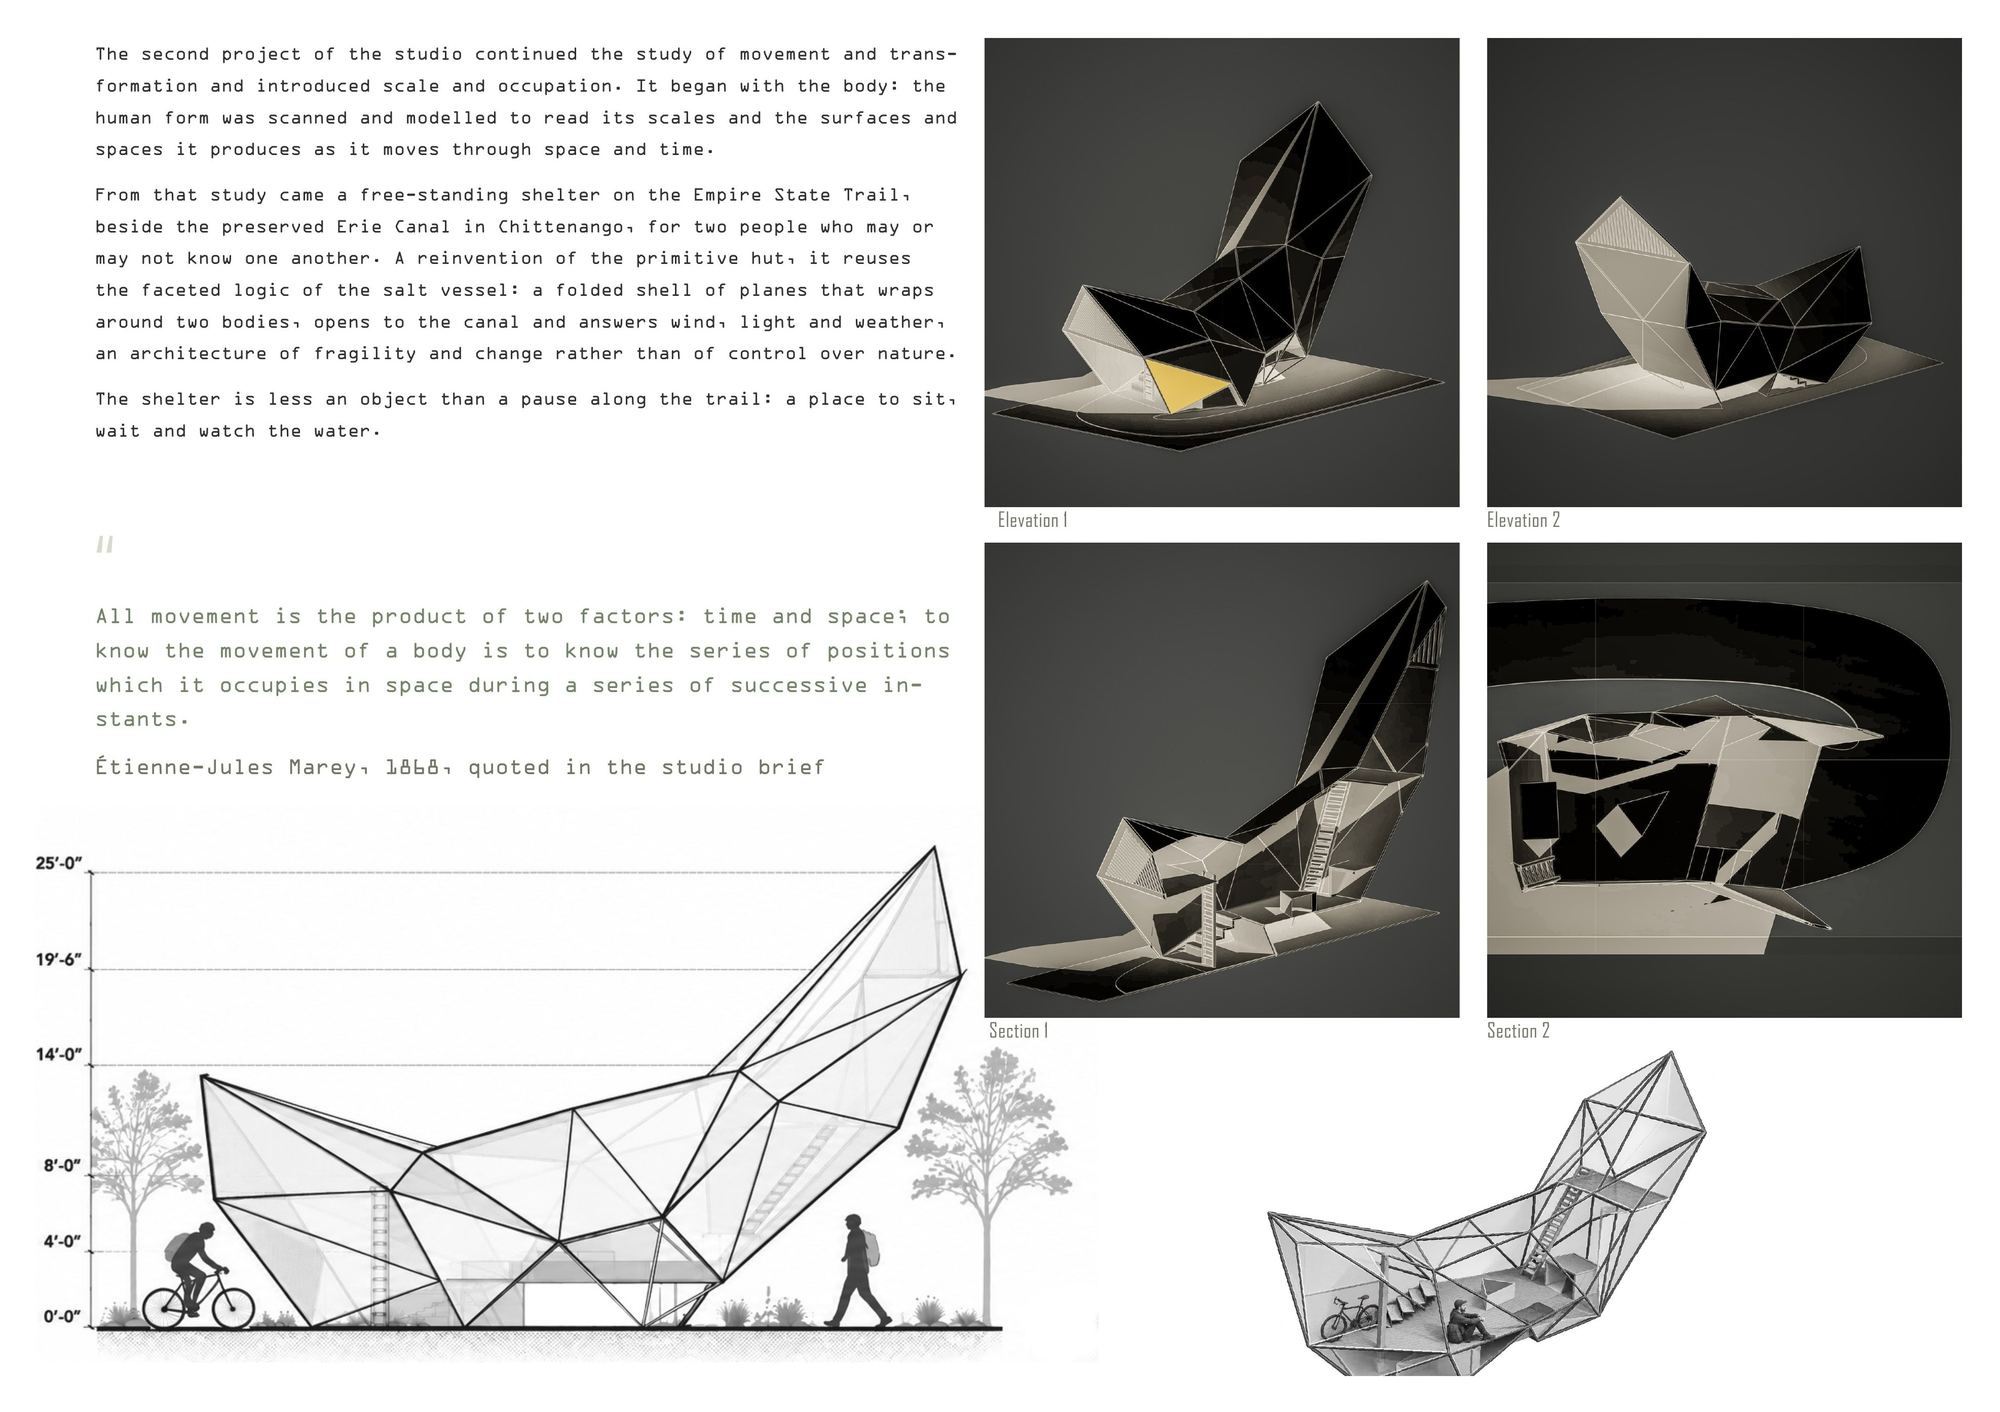 The second project of the studio continued the study of movement and trans-
formation and introduced scale and occupation. It began with the body: the
human form was scanned and modelled to read its scales and the surfaces and
spaces it produces as it moves through space and time.
From that study came a free-standing shelter on the Empire State Trail,
beside the preserved Erie Canal in Chittenango, for two people who may or
may not know one another. A reinvention of the primitive hut, it reuses
the faceted logic of the salt vessel: a folded shell of planes that wraps
around two bodies, opens to the canal and answers wind, light and weather,
an architecture of fragility and change rather than of control over nature.
The shelter is less an object than a pause along the trail: a place to sit,
wait and watch the water.
"
All movement is the product of two factors: time and space; to
know the movement of a body is to know the series of positions
which it occupies in space during a series of successive in-
stants.
Étienne-Jules Marey, 1868, quoted in the studio brief
Elevation 1
Elevation 2
Section 1
Section 2
25'-0"
19'-6"
14'-0"
8'-0"
4'-0"
0'-0"